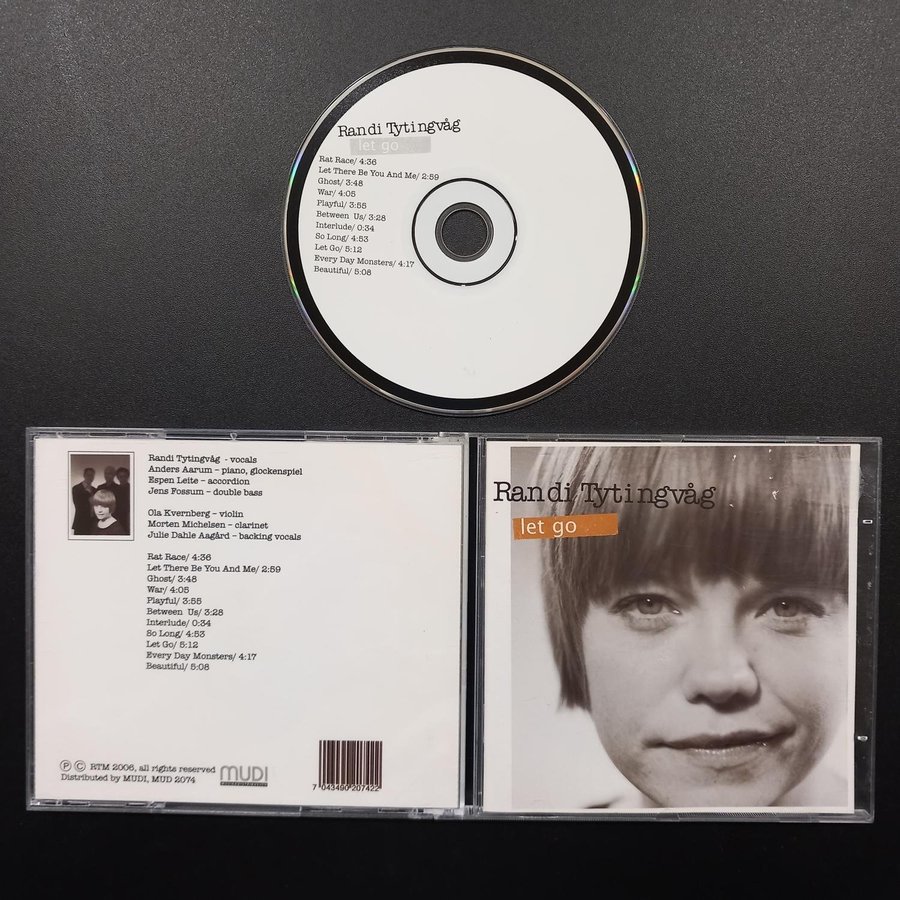 Randi Tytingvåg
let go
Rat Race/ 4:36
Let There Be You And Me/ 2:59
Ghost/ 3:48
War/ 4:05
Playful/ 3:55
Between Us/ 3:28
Interlude/ 0:34
So Long/ 4:53
Let Go/ 5:12
Every Day Monsters/ 4:17
Beautiful/ 5:08
Randi Tytingvåg - vocals
Anders Aarum – piano, glockenspiel
Espen Leite – accordion
Jens Fossum – double bass
Ola Kvernberg – violin
Morten Michelsen – clarinet
Julie Dahle Aagård – backing vocals
Rat Race/ 4:36
Let There Be You And Me/ 2:59
Ghost/ 3:48
War/ 4:05
Playful/ 3:55
Between Us/ 3:28
Interlude/ 0:34
So Long/ 4:53
Let Go/ 5:12
Every Day Monsters/ 4:17
Beautiful/ 5:08
℗ © RTM 2006, all rights reserved
Distributed by MUDI, MUD 2074
MUDI
7 043490 207422
Randi Tytingvåg
let go